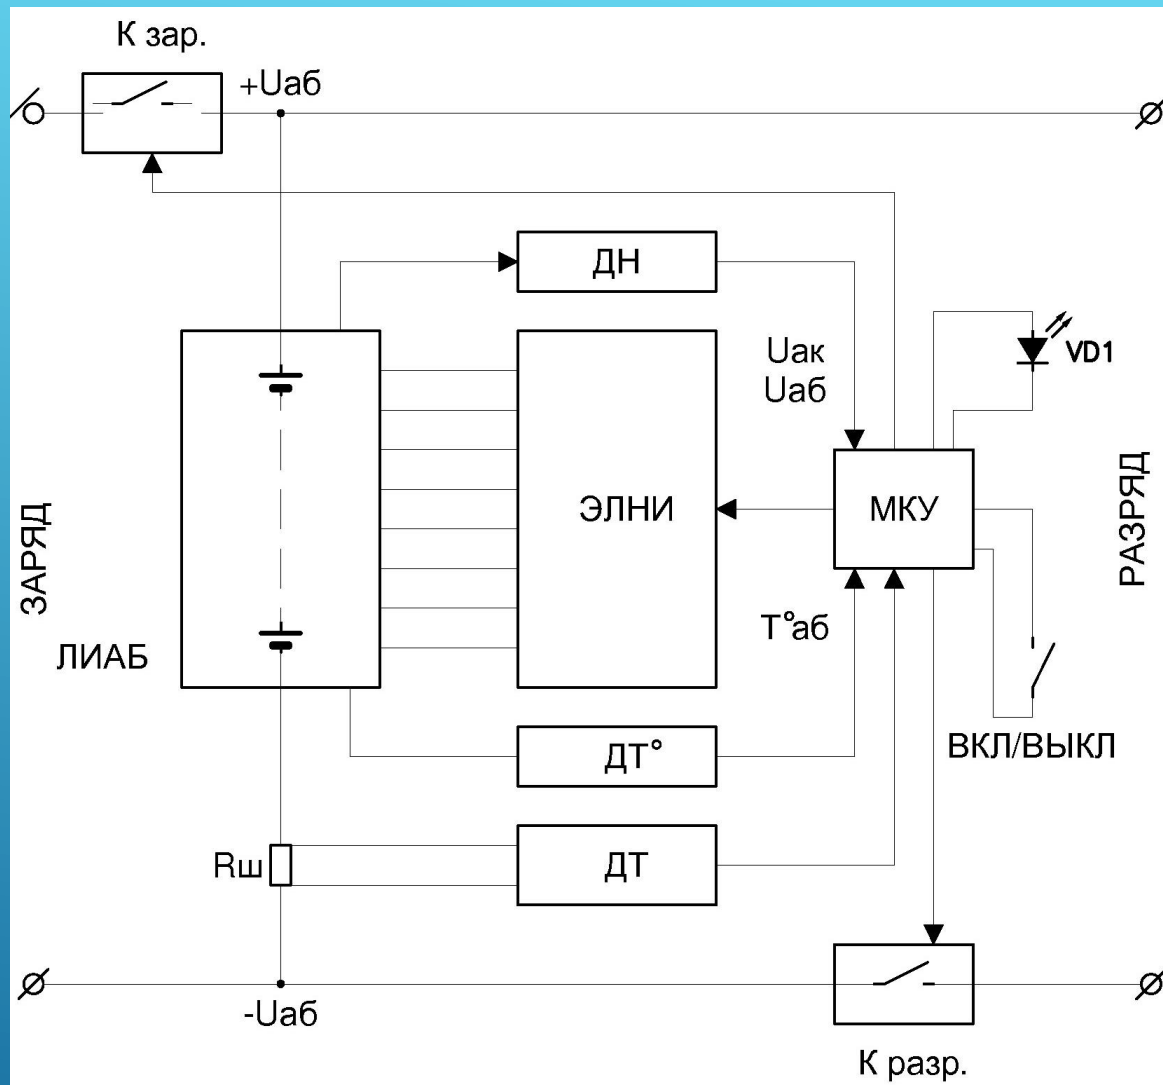 К зар.
+Uаб
ДН
Uак
Uаб
VD1
ЭЛНИ
МКУ
ЗАРЯД
РАЗРЯД
ЛИАБ
T°аб
ДТ°
ВКЛ/ВЫКЛ
Rш
ДТ
-Uаб
К разр.